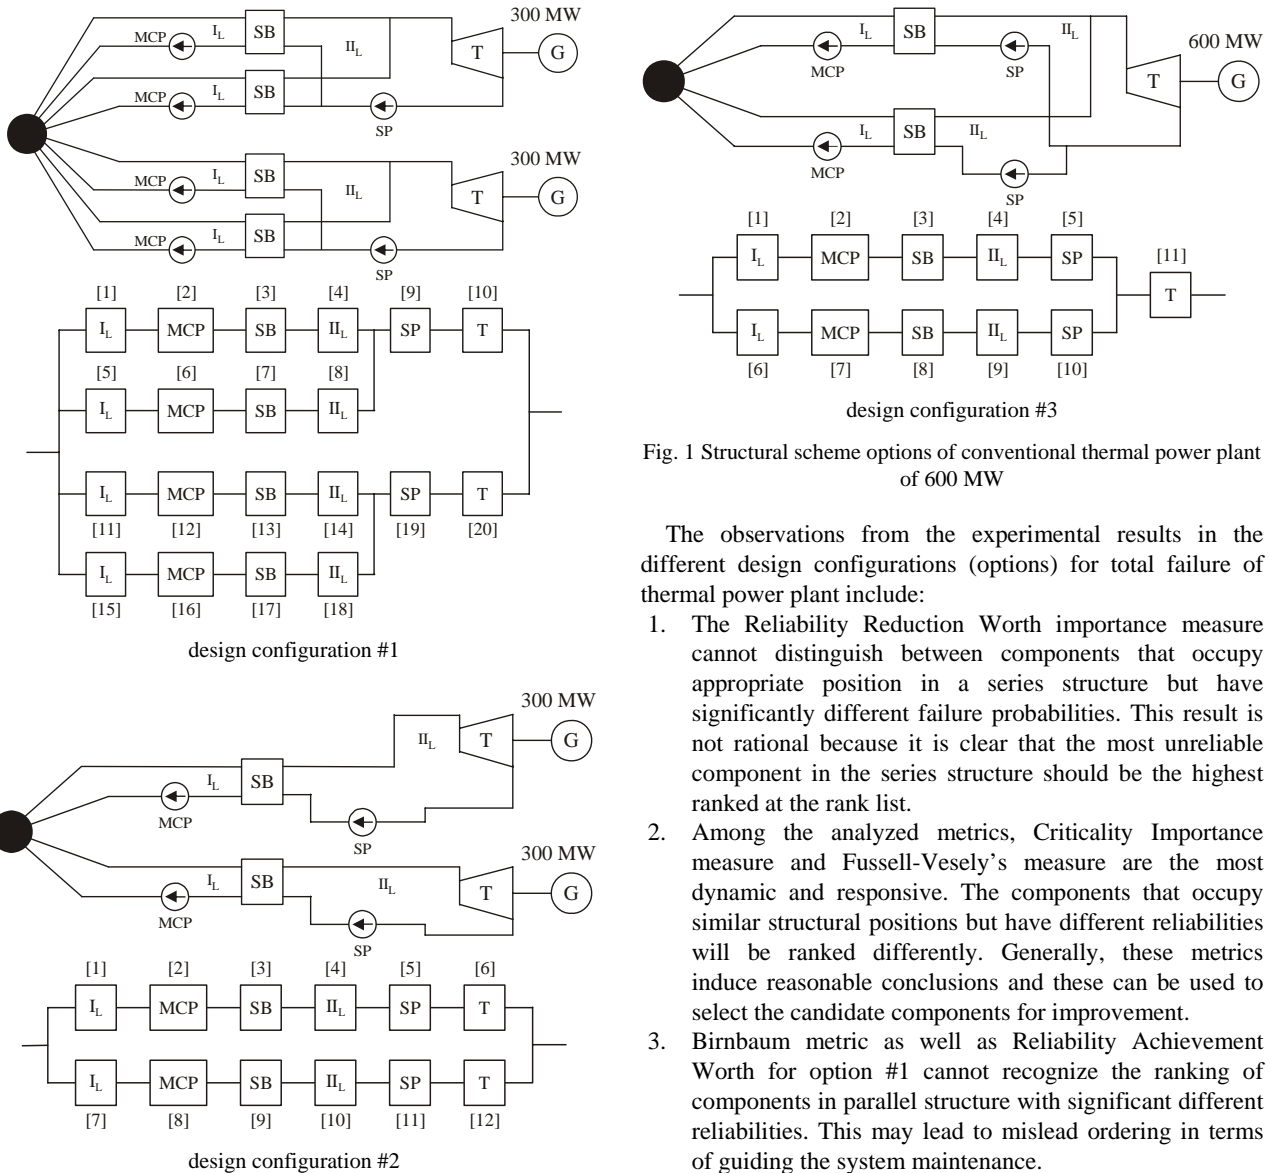 300 MW
MCP
I_L
SB
II_L
T
G
MCP
I_L
SB
SP
300 MW
MCP
I_L
SB
II_L
T
G
MCP
I_L
SB
SP
[1] [2] [3] [4] [9] [10]
I_L MCP SB II_L SP T
[5] [6] [7] [8]
I_L MCP SB II_L
I_L MCP SB II_L SP T
[11] [12] [13] [14] [19] [20]
I_L MCP SB II_L
[15] [16] [17] [18]
design configuration #1
300 MW
II_L
T
G
I_L
SB
MCP
SP
300 MW
I_L
SB
II_L
T
G
MCP
SP
[1] [2] [3] [4] [5] [6]
I_L MCP SB II_L SP T
I_L MCP SB II_L SP T
[7] [8] [9] [10] [11] [12]
design configuration #2
I_L
SB
II_L
600 MW
MCP
SP
T
G
I_L
SB
II_L
MCP
SP
[1] [2] [3] [4] [5]
I_L MCP SB II_L SP
[11]
T
I_L MCP SB II_L SP
[6] [7] [8] [9] [10]
design configuration #3
Fig. 1 Structural scheme options of conventional thermal power plant
of 600 MW
The observations from the experimental results in the
different design configurations (options) for total failure of
thermal power plant include:
1. The Reliability Reduction Worth importance measure
cannot distinguish between components that occupy
appropriate position in a series structure but have
significantly different failure probabilities. This result is
not rational because it is clear that the most unreliable
component in the series structure should be the highest
ranked at the rank list.
2. Among the analyzed metrics, Criticality Importance
measure and Fussell-Vesely’s measure are the most
dynamic and responsive. The components that occupy
similar structural positions but have different reliabilities
will be ranked differently. Generally, these metrics
induce reasonable conclusions and these can be used to
select the candidate components for improvement.
3. Birnbaum metric as well as Reliability Achievement
Worth for option #1 cannot recognize the ranking of
components in parallel structure with significant different
reliabilities. This may lead to mislead ordering in terms
of guiding the system maintenance.